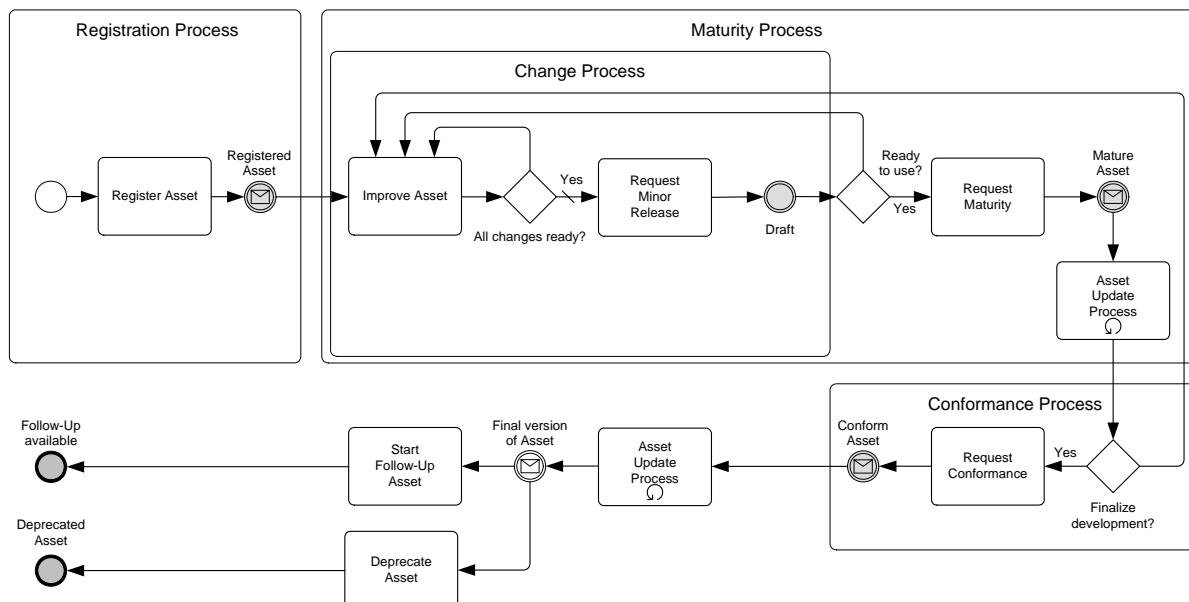 Registration Process
Maturity Process
Change Process
Registered
Asset
Register Asset
Improve Asset
Yes
All changes ready?
Request
Minor
Release
Draft
Ready
to use?
Yes
Request
Maturity
Mature
Asset
Asset
Update
Process
Conformance Process
Follow-Up
available
Start
Follow-Up
Asset
Final version
of Asset
Asset
Update
Process
Conform
Asset
Request
Conformance
Yes
Finalize
development?
Deprecated
Asset
Deprecate
Asset